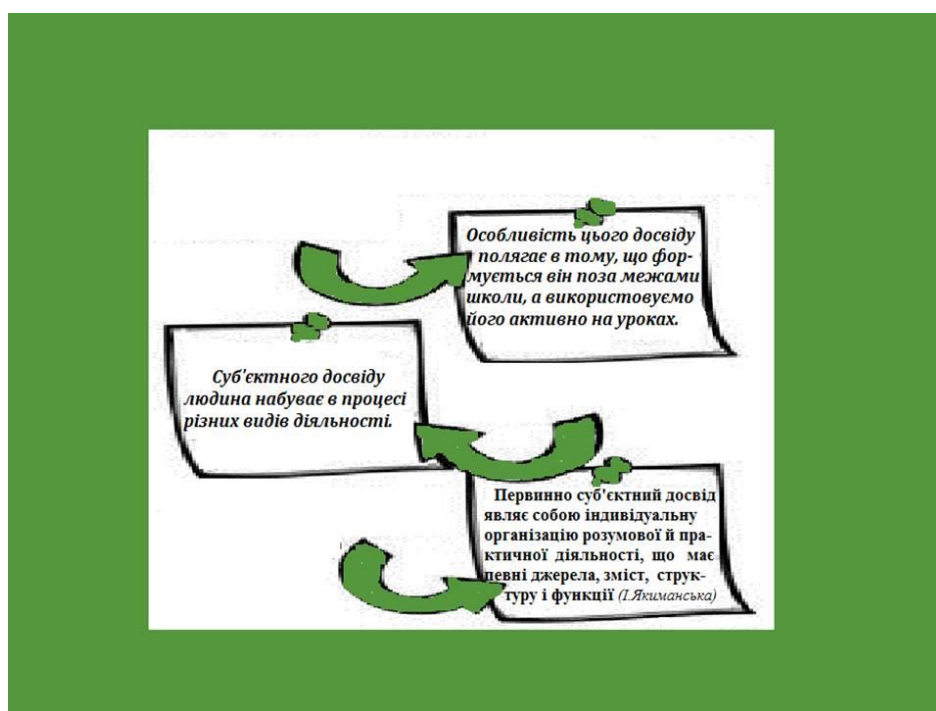 Особливість цього досвіду
полягає в тому, що фор-
мується він поза межами
школи, а використовуємо
його активно на уроках.
Суб'єктного досвіду
людина набуває в процесі
різних видів діяльності.
Первинно суб'єктний досвід
являє собою індивідуальну
організацію розумової й пра-
ктичної діяльності, що має
певні джерела, зміст, струк-
туру і функції (І.Якиманська)